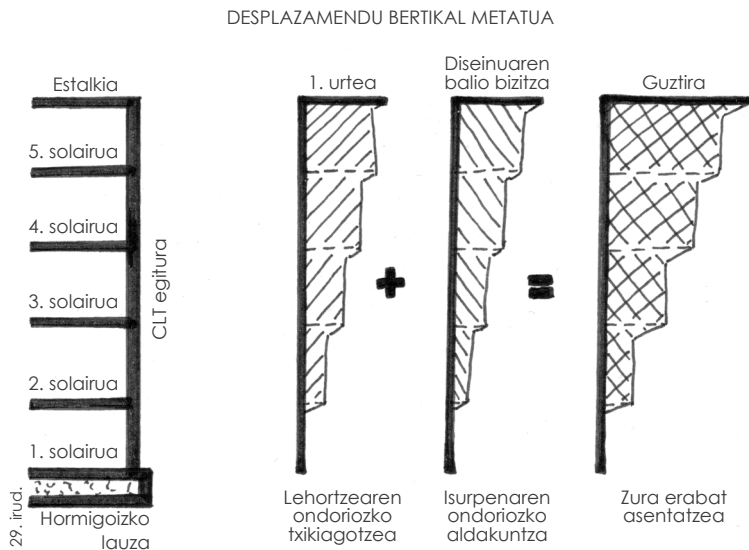 DESPLAZAMENDU BERTIKAL METATUA
Estalkia
5. solairua
4. solairua
3. solairua
2. solairua
1. solairua
CLT egitura
29. irud.
Hormigoizko
lauza
1. urtea
Lehortzearen
ondoriozko
txikiagotzea
Diseinuaren
balio bizitza
Isurpenaren
ondoriozko
aldakuntza
Guztira
Zura erabat
asentatzea